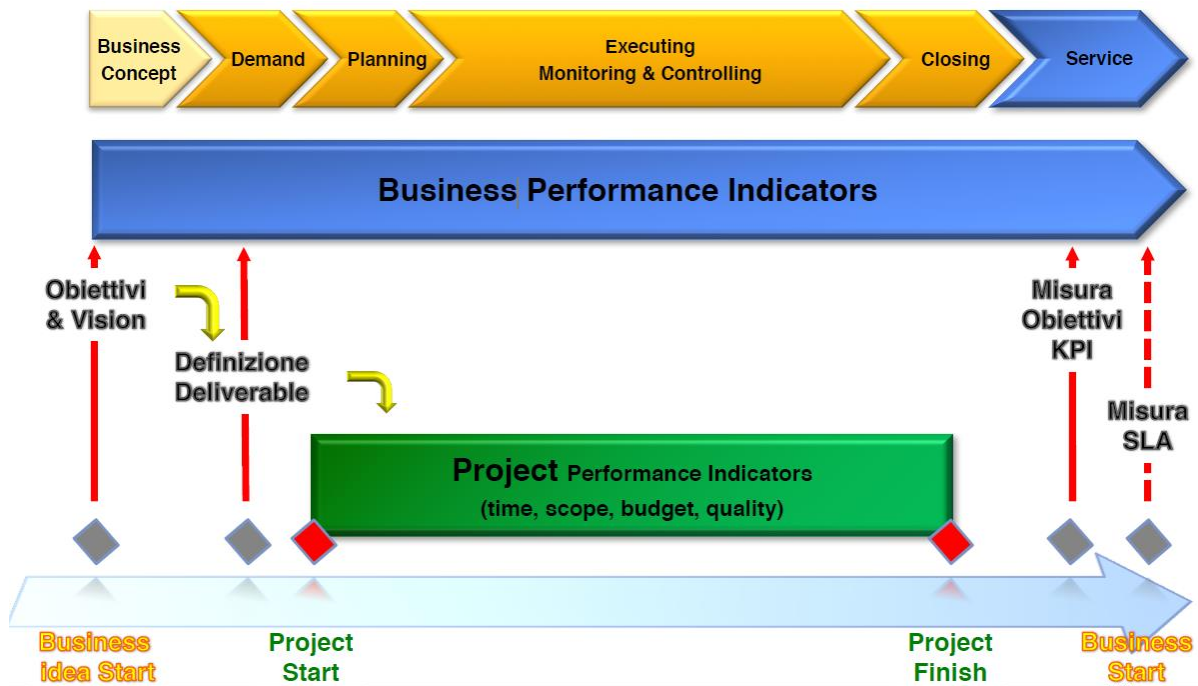 Business
Concept
Demand
Planning
Executing
Monitoring & Controlling
Closing
Service
Business Performance Indicators
Obiettivi
& Vision
Definizione
Deliverable
Misura
Obiettivi
KPI
Misura
SLA
Project Performance Indicators
(time, scope, budget, quality)
Business
idea Start
Project
Start
Project
Finish
Business
Start